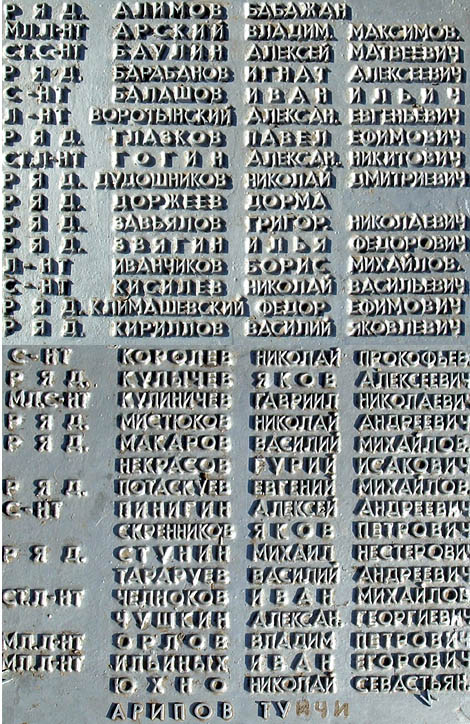 РЯД. АЛИМОВ БАБАЖАН
МЛ.Л-НТ АРСКИЙ ВЛАДИМ. МАКСИМОВ.
СТ.С-НТ БАУЛИН АЛЕКСЕЙ МАТВЕЕВИЧ
РЯД. БАРАБАНОВ ИГНАТ АЛЕКСЕЕВИЧ
С-НТ БАЛАШОВ ИВАН ИЛЬИЧ
Л-НТ ВОРОТЫНСКИЙ АЛЕКСАН. ЕВГЕНЬЕВИЧ
РЯД. ГЛАЗКОВ ПАВЕЛ ЕФИМОВИЧ
СТ.Л-НТ ГОГИН АЛЕКСАН. НИКИТОВИЧ
РЯД. ДУДОШНИКОВ НИКОЛАЙ ДМИТРИЕВИЧ
РЯД. ДОРЖЕЕВ ДОРМА
РЯД. ЗАВЬЯЛОВ ГРИГОР. НИКОЛАЕВИЧ
РЯД. ЗВЯГИН ИЛЬЯ ФЕДОРОВИЧ
Л-НТ ИВАНЧИКОВ БОРИС МИХАЙЛОВ.
С-НТ КИСИЛЕВ НИКОЛАЙ ВАСИЛЬЕВИЧ
РЯД. КЛИМАШЕВСКИЙ ФЕДОР ЕФИМОВИЧ
РЯД. КИРИЛЛОВ ВАСИЛИЙ ЯКОВЛЕВИЧ
С-НТ КОРОЛЕВ НИКОЛАЙ ПРОКОФЬЕВ
РЯД. КУЛЫЧЕВ ЯКОВ АЛЕКСЕЕВИЧ
МЛ.С-НТ КУЛИНИЧЕВ ГАВРИИЛ НИКОЛАЕВИЧ
РЯД. МИСТЮКОВ НИКОЛАЙ АНДРЕЕВИЧ
РЯД. МАКАРОВ ВАСИЛИЙ МИХАЙЛОВ
НЕКРАСОВ ГУРИЙ ИСАКОВИЧ
РЯД. ПОТАСКУЕВ ЕВГЕНИЙ МИХАЙЛОВ
С-НТ ПИНИГИН АЛЕКСЕЙ АНДРЕЕВИЧ
СКРЕННИКОВ ЯКОВ ПЕТРОВИЧ
РЯД. СТУНИН МИХАИЛ НЕСТЕРОВИЧ
ТАРАРУЕВ ВАСИЛИЙ АНДРЕЕВИЧ
СТ.Л-НТ ЧЕЛНОКОВ ИВАН МИХАЙЛОВ
ЧУШКИН АЛЕКСАН. ГЕОРГИЕВИЧ
МЛ.Л-НТ ОРЛОВ ВЛАДИМ. ПЕТРОВИЧ
МЛ.Л-НТ ИЛЬИНЫХ ИВАН ЕГОРОВИЧ
ЮХНО НИКОЛАЙ СЕВАСТЬЯН.
АРИПОВ ТУЙЧИ